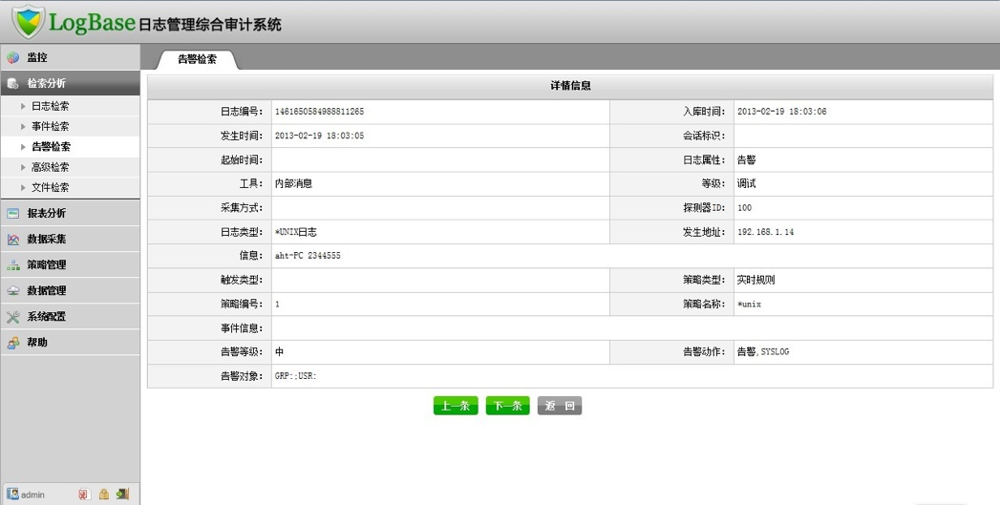 LogBase日志管理综合审计系统
监控
检索分析
日志检索
事件检索
告警检索
高级检索
文件检索
报表分析
数据采集
策略管理
数据管理
系统配置
帮助
admin
告警检索
详情信息
日志编号： 1461650584988811265 入库时间： 2013-02-19 18:03:06
发生时间： 2013-02-19 18:03:05 会话标识：
起始时间： 日志属性： 告警
工具： 内部消息 等级： 调试
采集方式： 探测器ID： 100
日志类型： *UNIX日志 发生地址： 192.168.1.14
信息： aht-PC 2344555
触发类型： 策略类型： 实时规则
策略编号： 1 策略名称： *unix
事件信息：
告警等级： 中 告警动作： 告警,SYSLOG
告警对象： GRP:;USR:
上一条 下一条 返 回